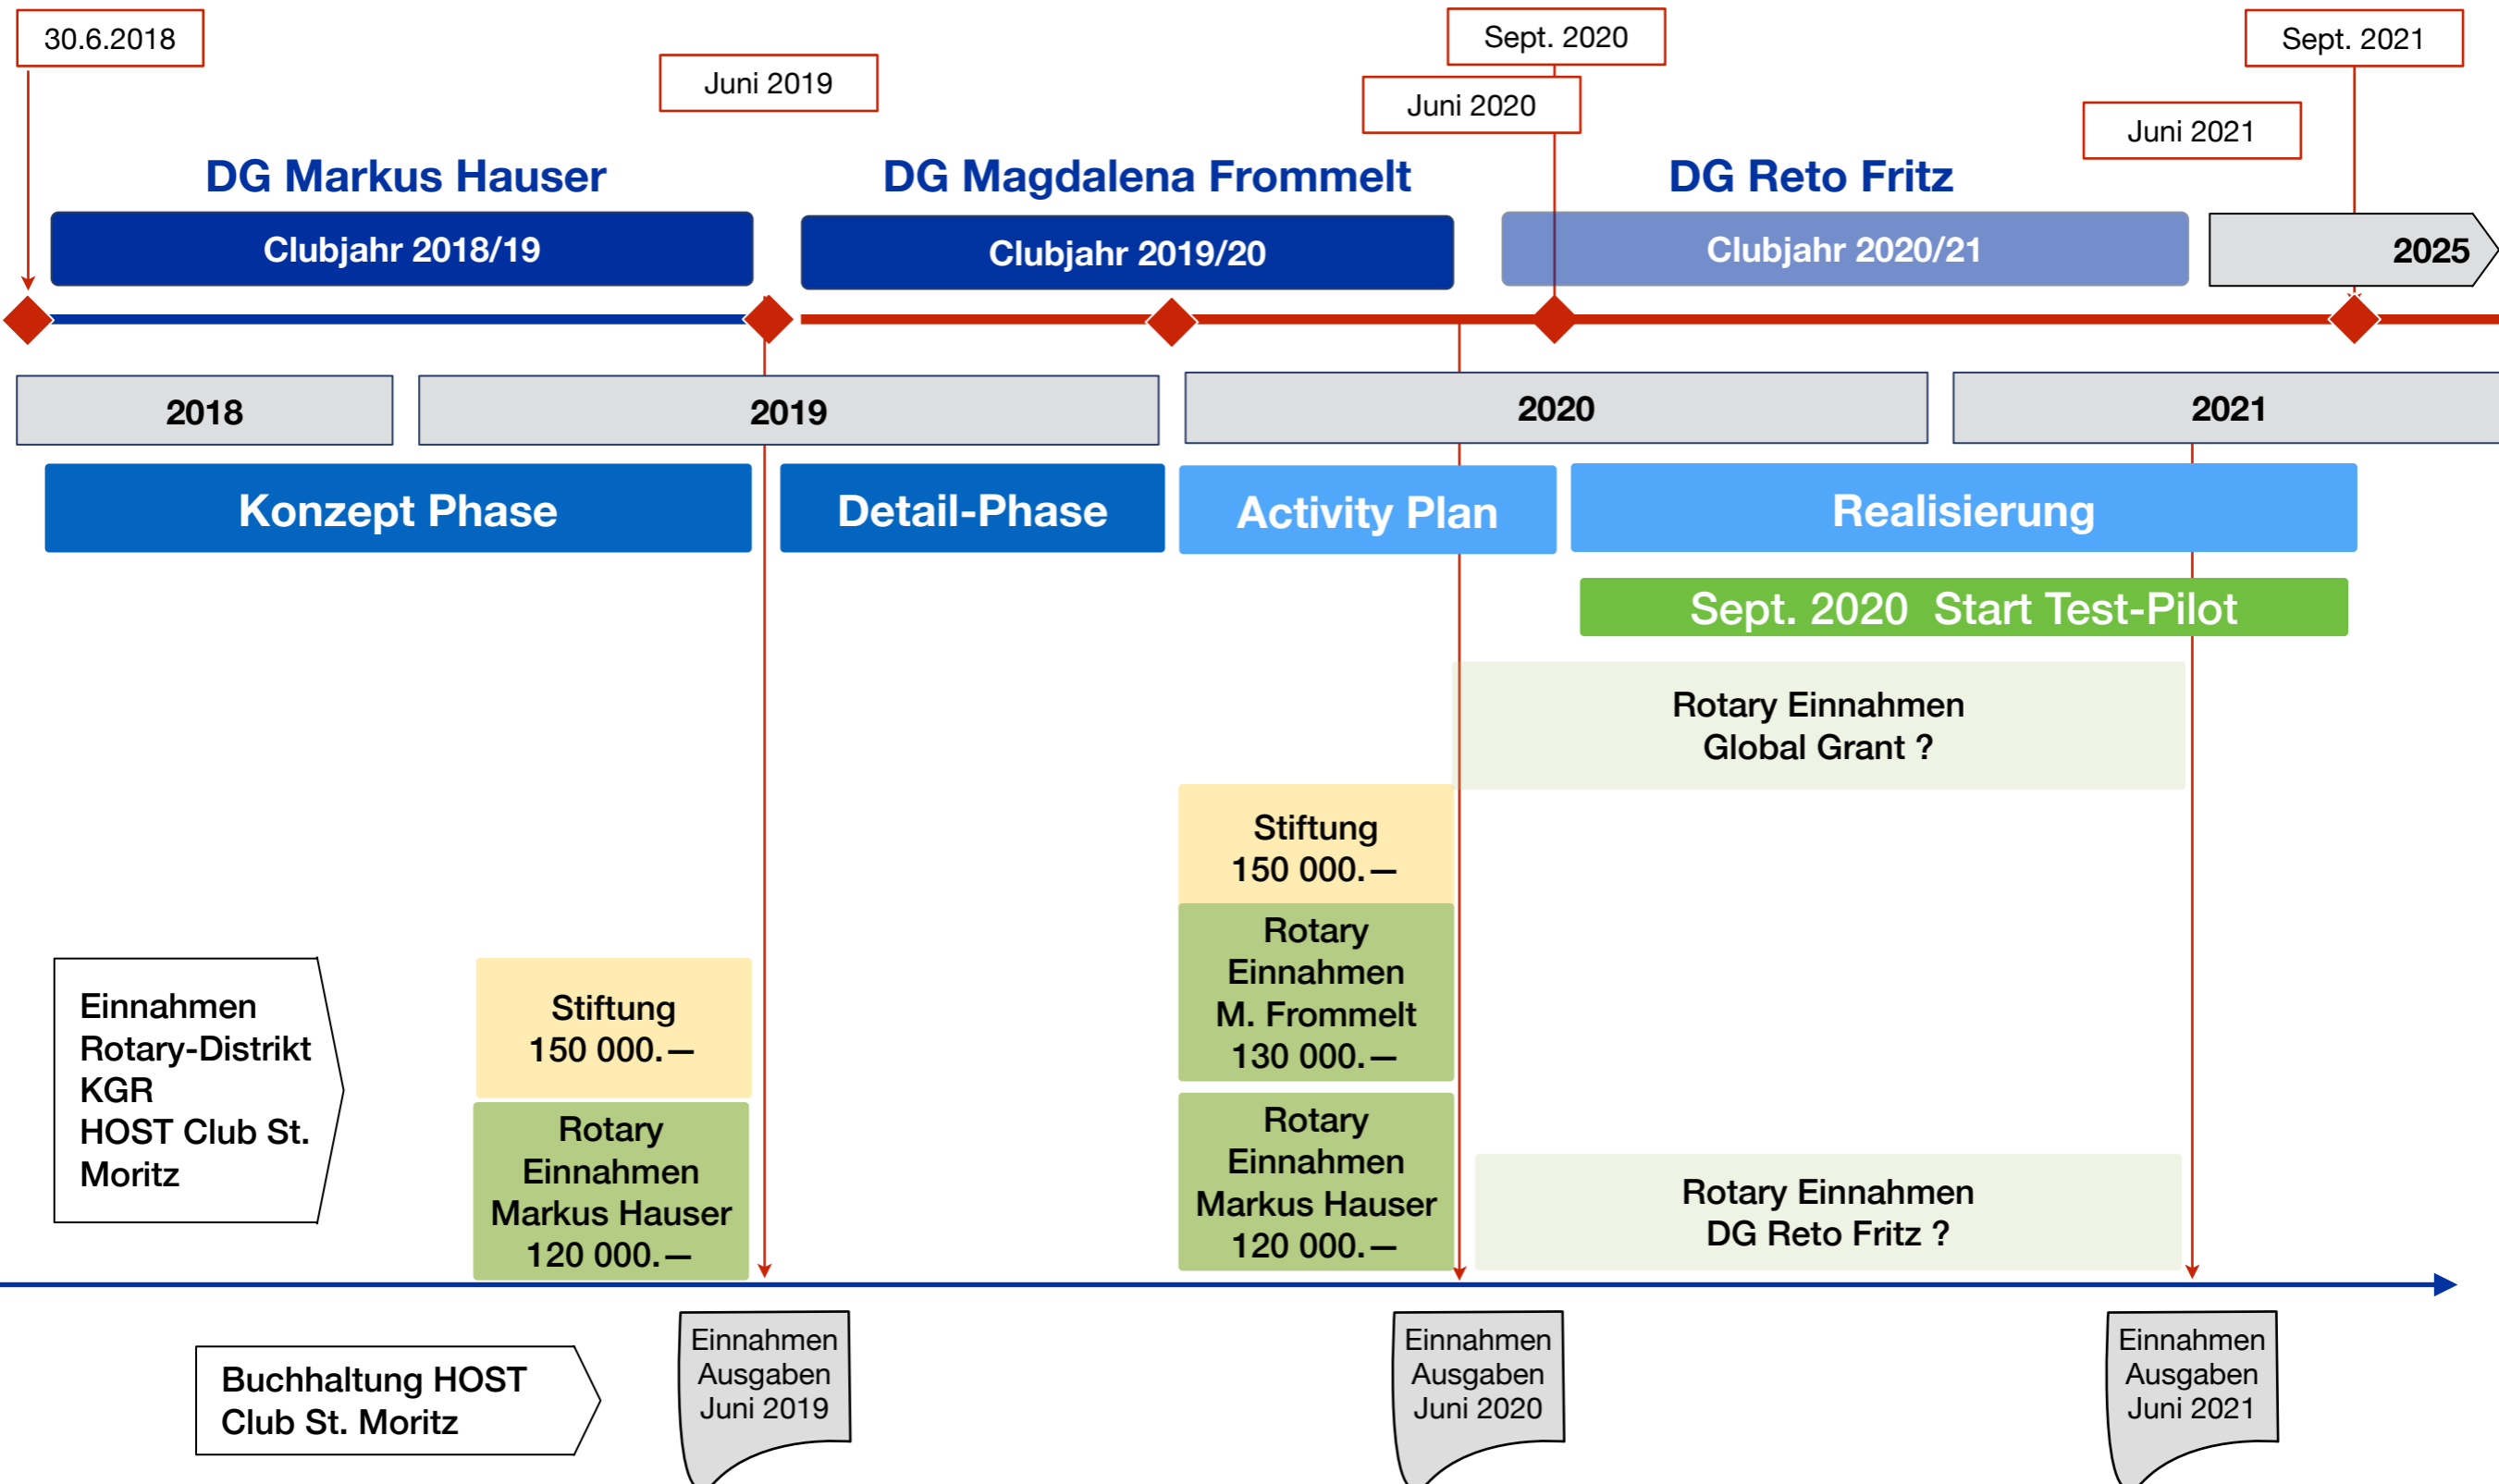 30.6.2018
Juni 2019
Sept. 2020
Juni 2020
Sept. 2021
Juni 2021
DG Markus Hauser
DG Magdalena Frommelt
DG Reto Fritz
Clubjahr 2018/19
Clubjahr 2019/20
Clubjahr 2020/21
2025
2018
2019
2020
2021
Konzept Phase
Detail-Phase
Activity Plan
Realisierung
Sept. 2020 Start Test-Pilot
Rotary Einnahmen
Global Grant ?
Stiftung
150 000.—
Rotary
Einnahmen
M. Frommelt
130 000.—
Rotary
Einnahmen
Markus Hauser
120 000.—
Einnahmen
Rotary-Distrikt
KGR
HOST Club St.
Moritz
Stiftung
150 000.—
Rotary
Einnahmen
Markus Hauser
120 000.—
Rotary Einnahmen
DG Reto Fritz ?
Buchhaltung HOST
Club St. Moritz
Einnahmen
Ausgaben
Juni 2019
Einnahmen
Ausgaben
Juni 2020
Einnahmen
Ausgaben
Juni 2021